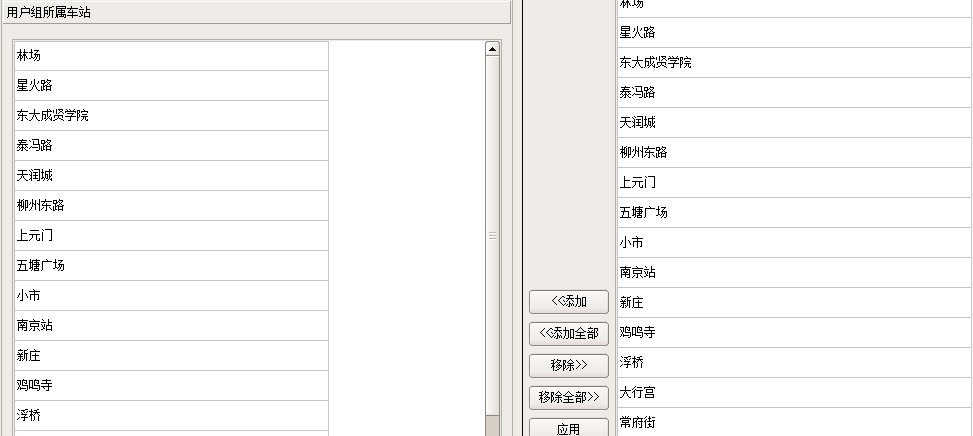 用户组所属车站
林场
星火路
东大成贤学院
泰冯路
天润城
柳州东路
上元门
五塘广场
小市
南京站
新庄
鸡鸣寺
浮桥
<<添加
<<添加全部
移除>>
移除全部>>
应用
林场
星火路
东大成贤学院
泰冯路
天润城
柳州东路
上元门
五塘广场
小市
南京站
新庄
鸡鸣寺
浮桥
大行宫
常府街